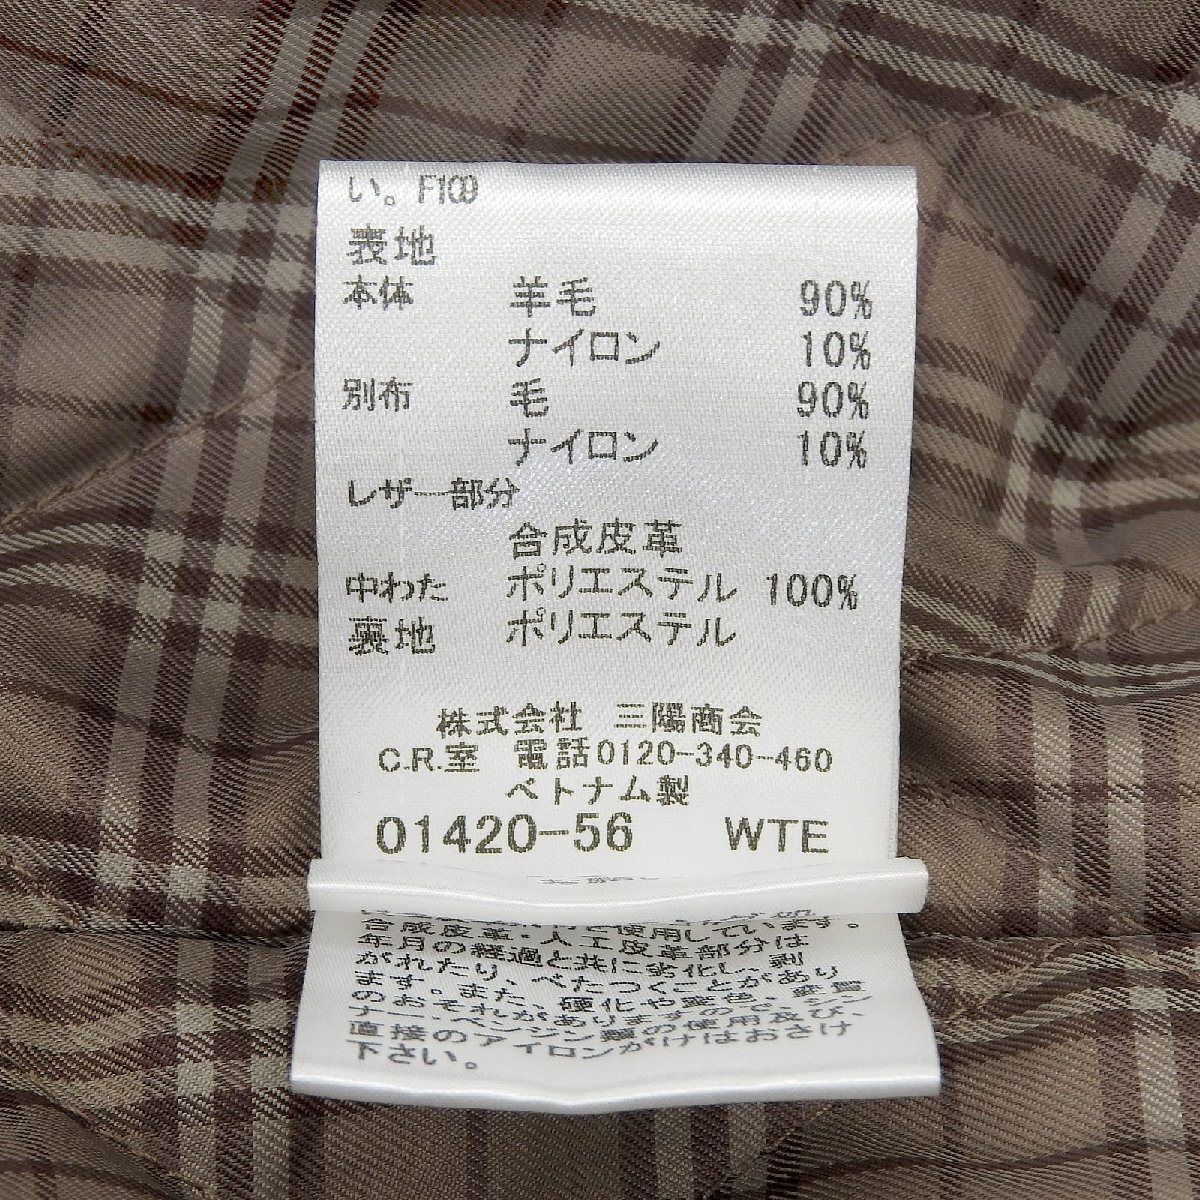 い。F109
表地
本体 羊毛 90%
ナイロン 10%
別布 毛 90%
ナイロン 10%
レザー部分
合成皮革
中わた ポリエステル 100%
裏地 ポリエステル
株式会社 三陽商会
C.R.室 電話0120-340-460
ベトナム製
01420-56 WTE
使用しています。
合成皮革・人工皮革部分は
年月の経過と共に劣化し、剥
がれたり、べたつくことがあり
ます。また、硬化や変色、
のおそれがありますのでシン
ナー・ベンジン類の使用及び、
直接のアイロンがけはおさけ
下さい。